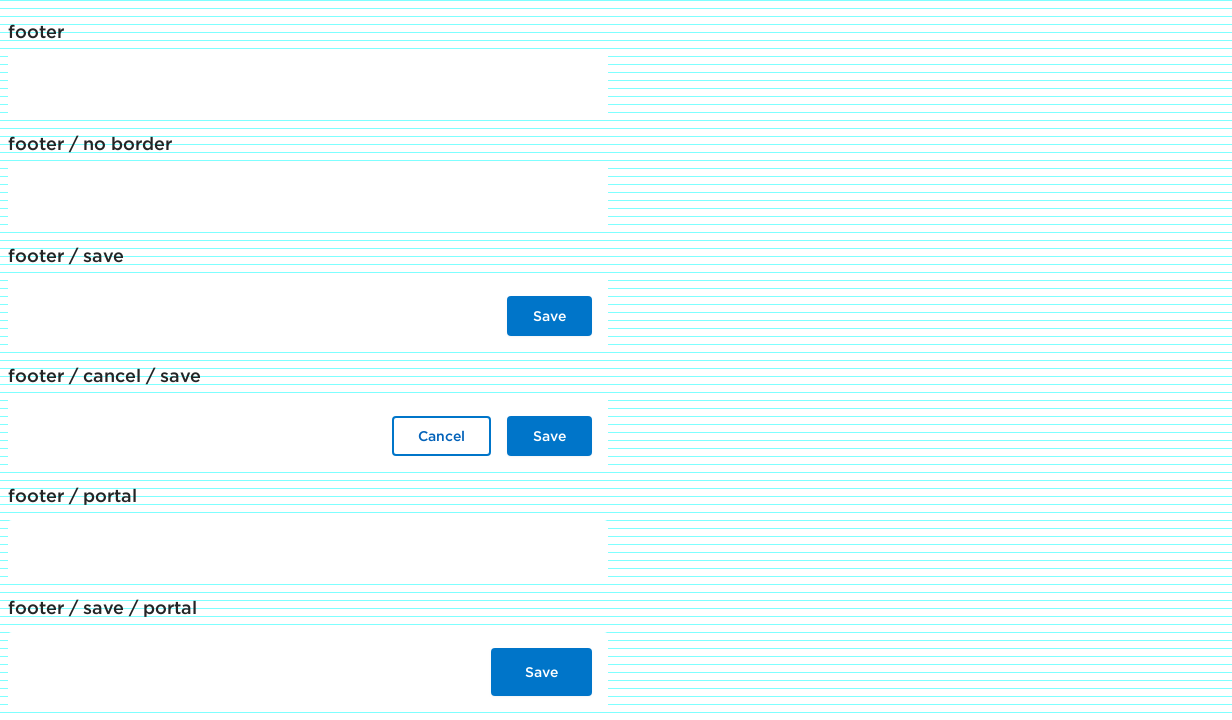 footer
footer / no border
footer / save
Save
footer / cancel / save
Cancel Save
footer / portal
footer / save / portal
Save